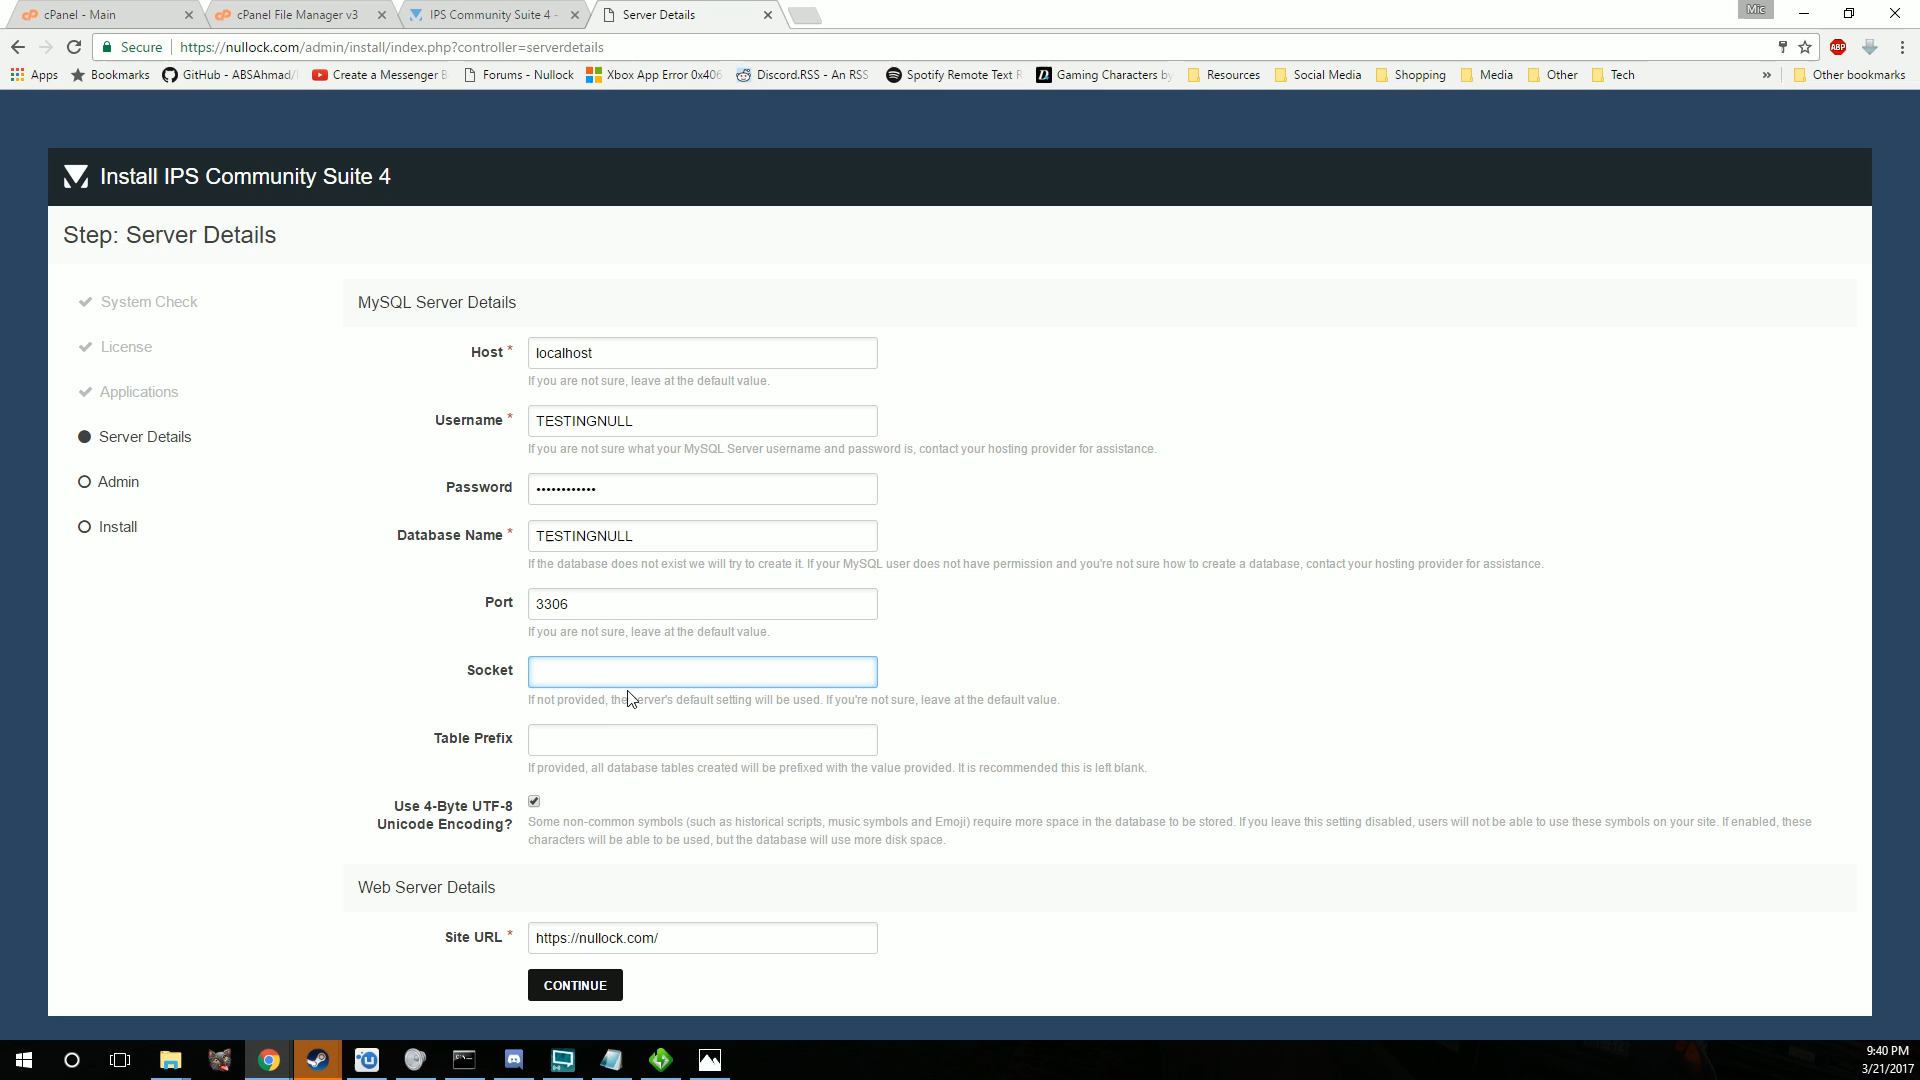 cPanel - Main
cPanel File Manager v3
IPS Community Suite 4 -
Server Details
Mic
Secure
https://nullock.com/admin/install/index.php?controller=serverdetails
ABP
Apps
Bookmarks
GitHub - ABSAhmad/
Create a Messenger B
Forums - Nullock
Xbox App Error 0x406
Discord.RSS - An RSS
Spotify Remote Text F
Gaming Characters by
Resources
Social Media
Shopping
Media
Other
Tech
»
Other bookmarks
Install IPS Community Suite 4
Step: Server Details
System Check
License
Applications
Server Details
Admin
Install
MySQL Server Details
Host *
localhost
If you are not sure, leave at the default value.
Username *
TESTINGNULL
If you are not sure what your MySQL Server username and password is, contact your hosting provider for assistance.
Password
••••••••••••
Database Name *
TESTINGNULL
If the database does not exist we will try to create it. If your MySQL user does not have permission and you're not sure how to create a database, contact your hosting provider for assistance.
Port
3306
If you are not sure, leave at the default value.
Socket
If not provided, the server's default setting will be used. If you're not sure, leave at the default value.
Table Prefix
If provided, all database tables created will be prefixed with the value provided. It is recommended this is left blank.
Use 4-Byte UTF-8
Unicode Encoding?
Some non-common symbols (such as historical scripts, music symbols and Emoji) require more space in the database to be stored. If you leave this setting disabled, users will not be able to use these symbols on your site. If enabled, these
characters will be able to be used, but the database will use more disk space.
Web Server Details
Site URL *
https://nullock.com/
CONTINUE
9:40 PM
3/21/2017